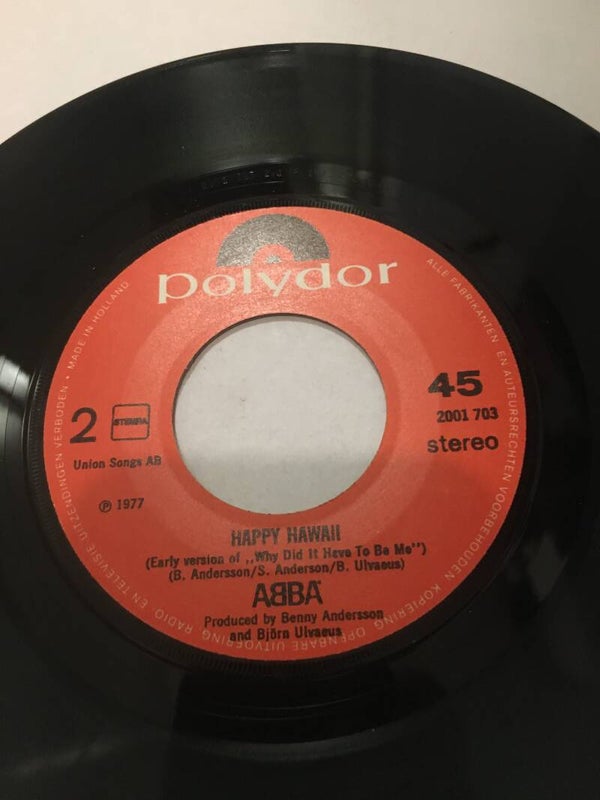 polydor
45
2001 703
stereo
2 STEMRA
Union Songs AB
℗ 1977
HAPPY HAWAII
(Early version of „Why Did It Have To Be Me”)
(B. Andersson/S. Anderson/B. Ulvaeus)
ABBA
Produced by Benny Andersson
and Björn Ulvaeus
ALLE FABRIKANTEN EN AUTEURSRECHTEN VOORBEHOUDEN KOPIERING OPENBARE UITVOERING RADIO EN TELEVISIE-UITZENDINGEN VERBODEN • MADE IN HOLLAND